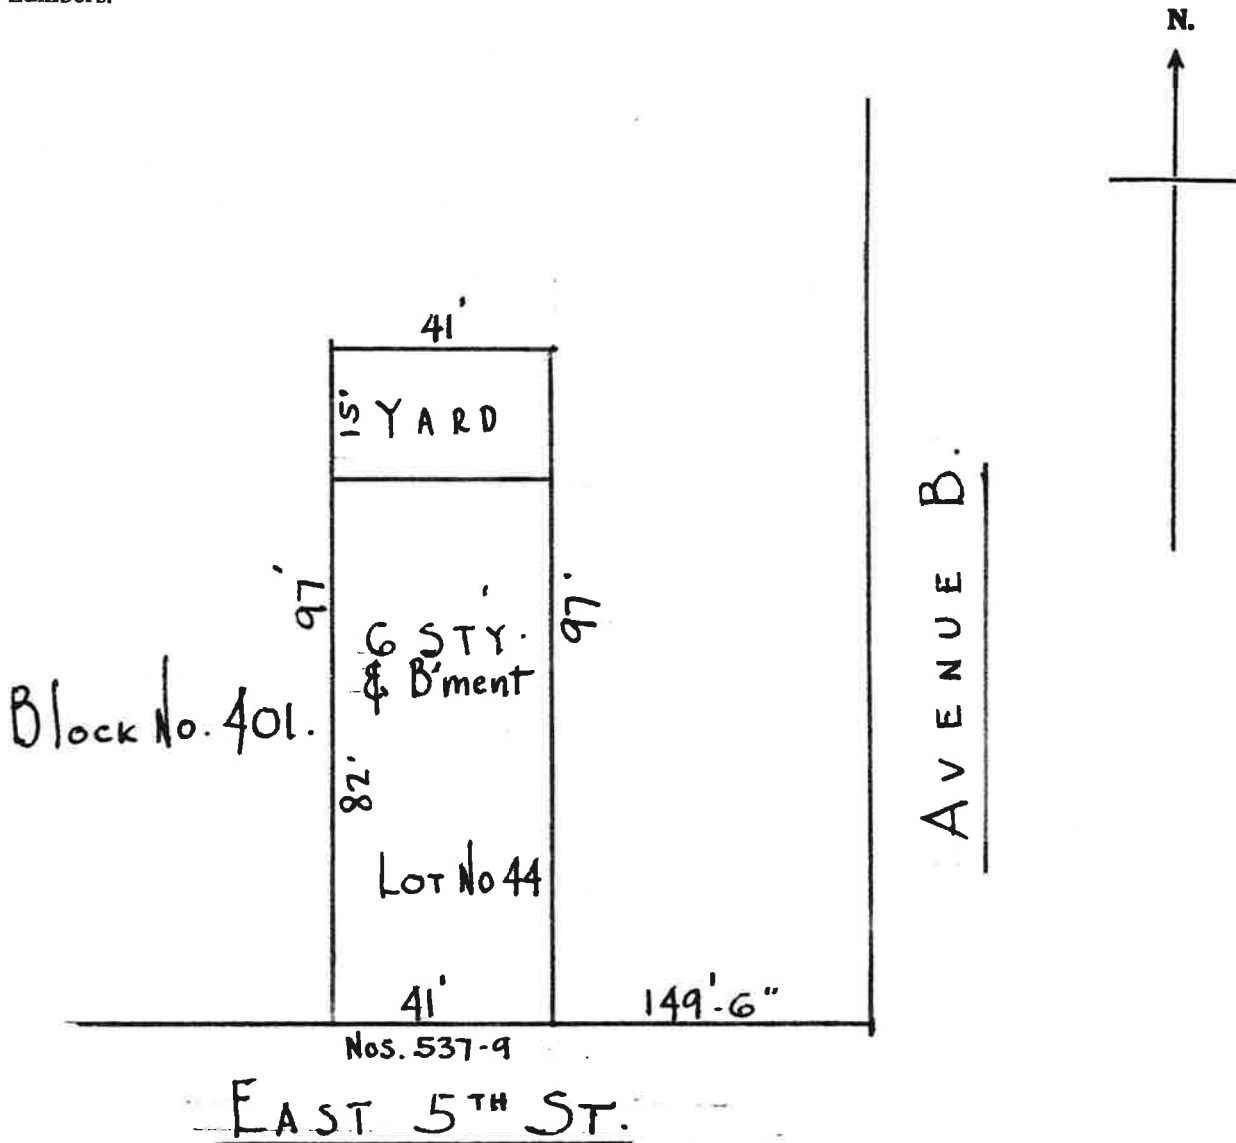 N.
41'
15' YARD
97'
97'
6 STY.
& B'ment
Block No. 401.
82'
LOT No 44
AVENUE B.
41'
149'-6"
Nos. 537-9
EAST 5TH ST.